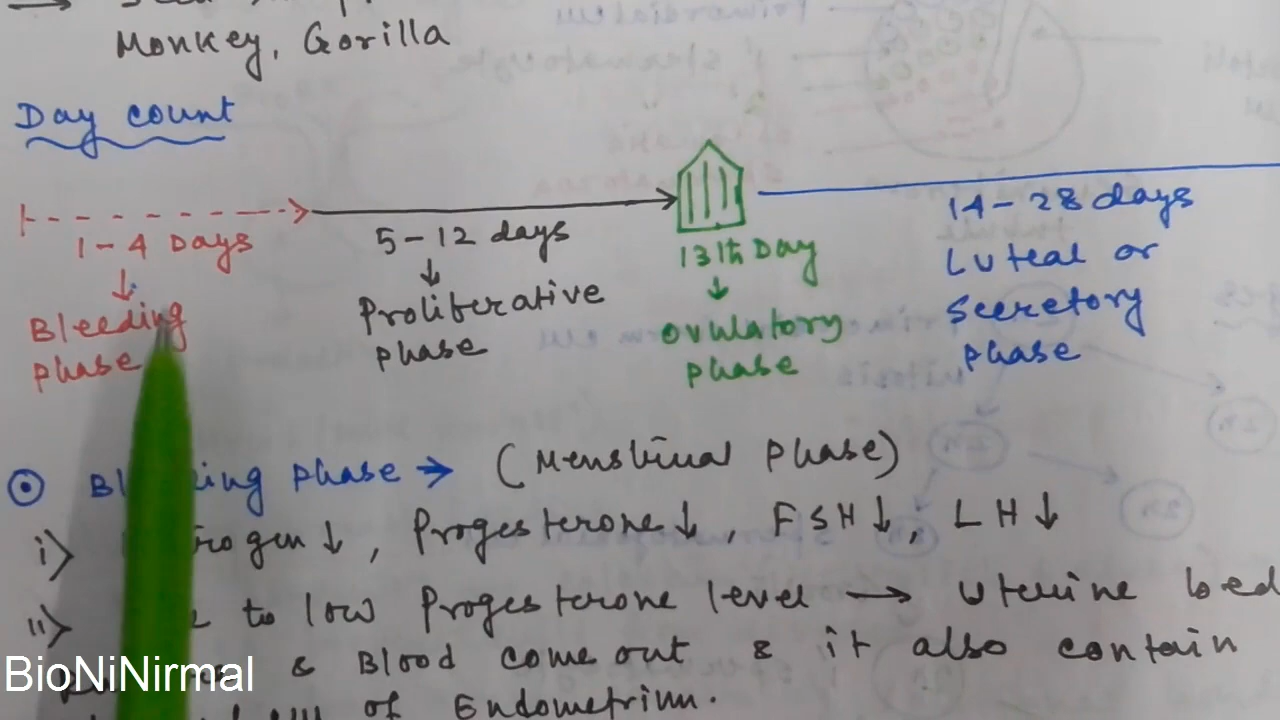 Monkey, Gorilla
Day count
1-4 Days
5-12 days
13th Day
14-28 days
↓
Bleeding
phase
↓
Proliferative
phase
↓
Ovulatory
phase
Luteal or
Secretory
phase
phase → (Menstrual phase)
i) ↓, Progesterone↓, FSH↓, LH↓
ii) to low Progesterone level → Uterine bed
& Blood come out & it also contain
of Endometrium.
BioNiNirmal